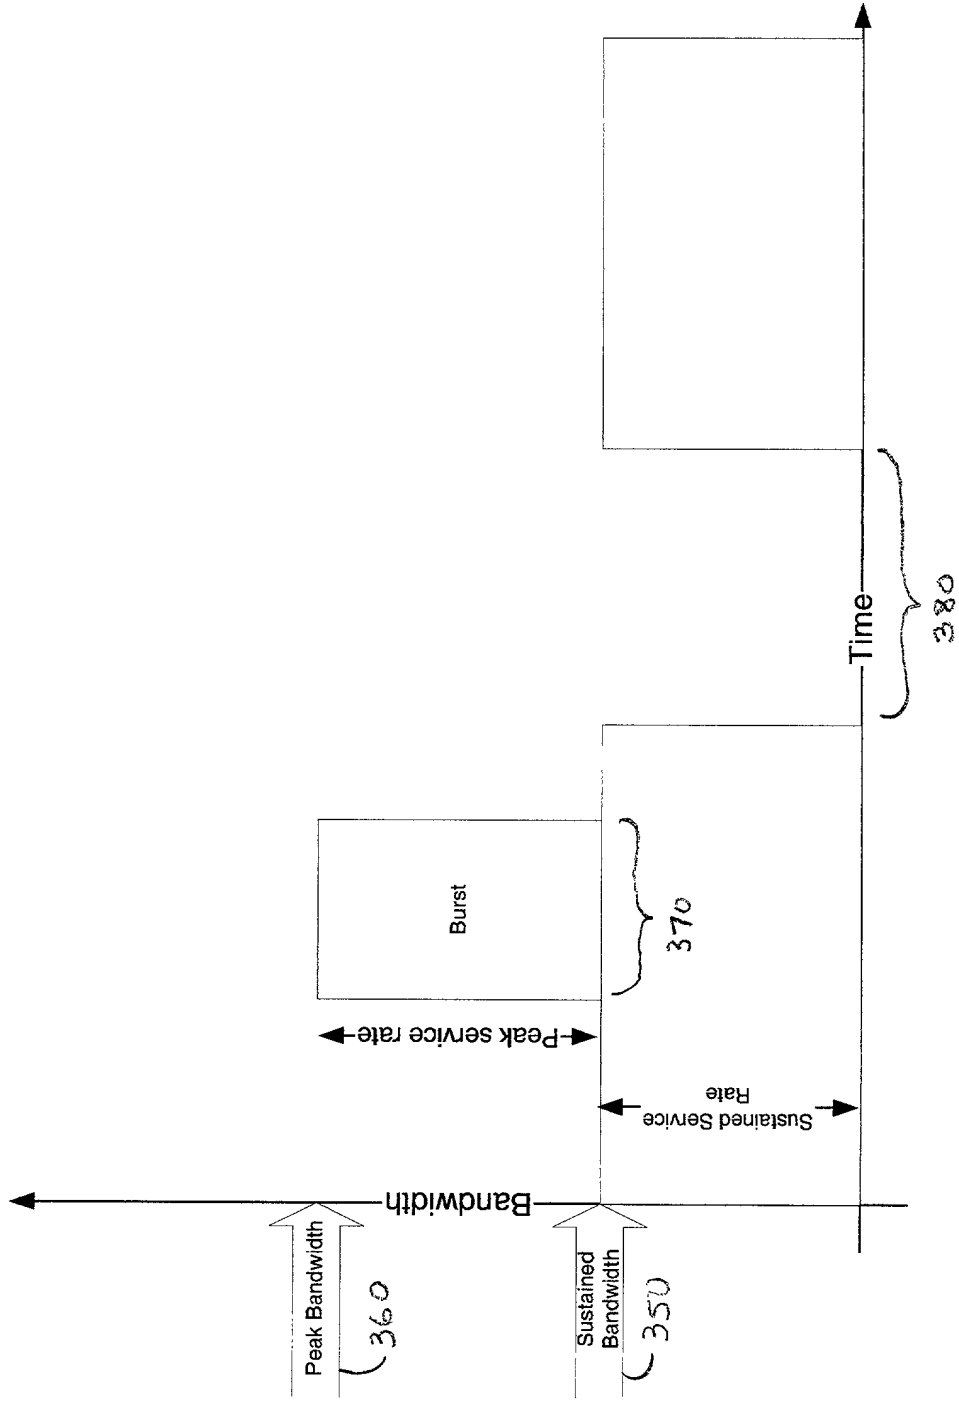 Peak Bandwidth
360
Sustained
Bandwidth
350
Bandwidth
Peak service rate
Sustained Service
Rate
Burst
370
Time
380